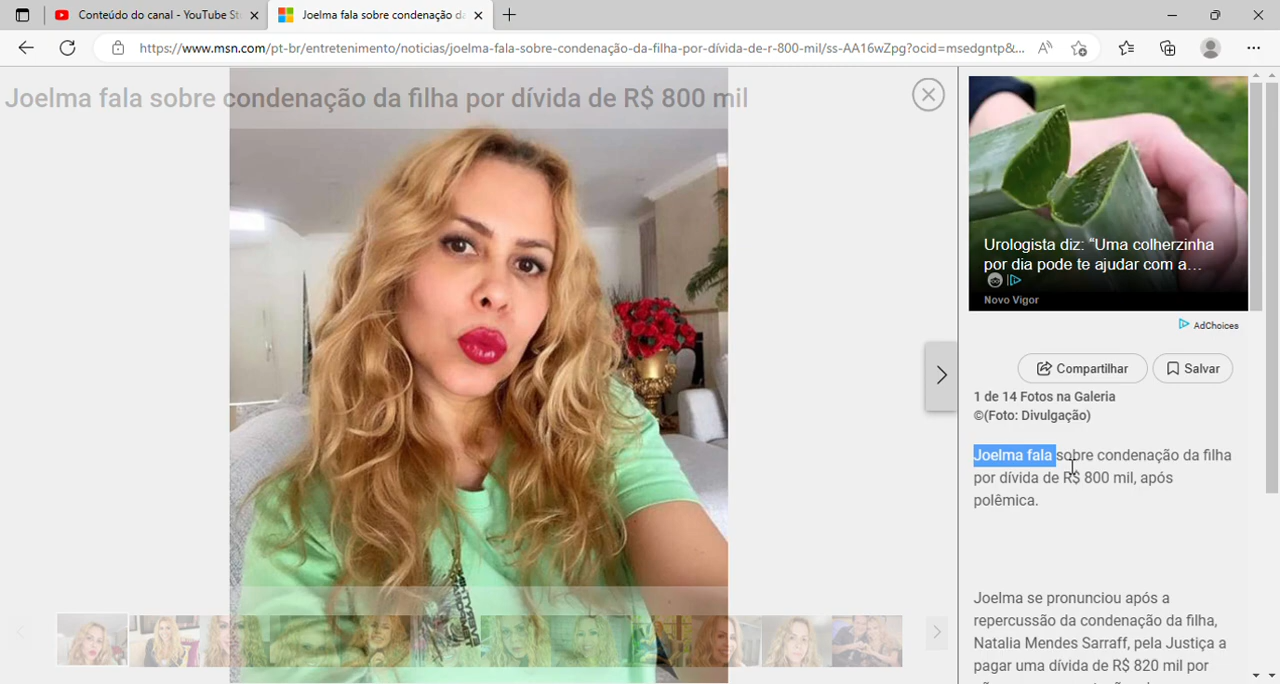 Conteúdo do canal - YouTube St
Joelma fala sobre condenação da
https://www.msn.com/pt-br/entretenimento/noticias/joelma-fala-sobre-condenação-da-filha-por-dívida-de-r-800-mil/ss-AA16wZpg?ocid=msedgntp&...
Joelma fala sobre condenação da filha por dívida de R$ 800 mil
Urologista diz: "Uma colherzinha
por dia pode te ajudar com a...
Novo Vigor
AdChoices
Compartilhar
Salvar
1 de 14 Fotos na Galeria
©(Foto: Divulgação)
Joelma fala sobre condenação da filha
por dívida de R$ 800 mil, após
polêmica.
Joelma se pronunciou após a
repercussão da condenação da filha,
Natalia Mendes Sarraff, pela Justiça a
pagar uma dívida de R$ 820 mil por